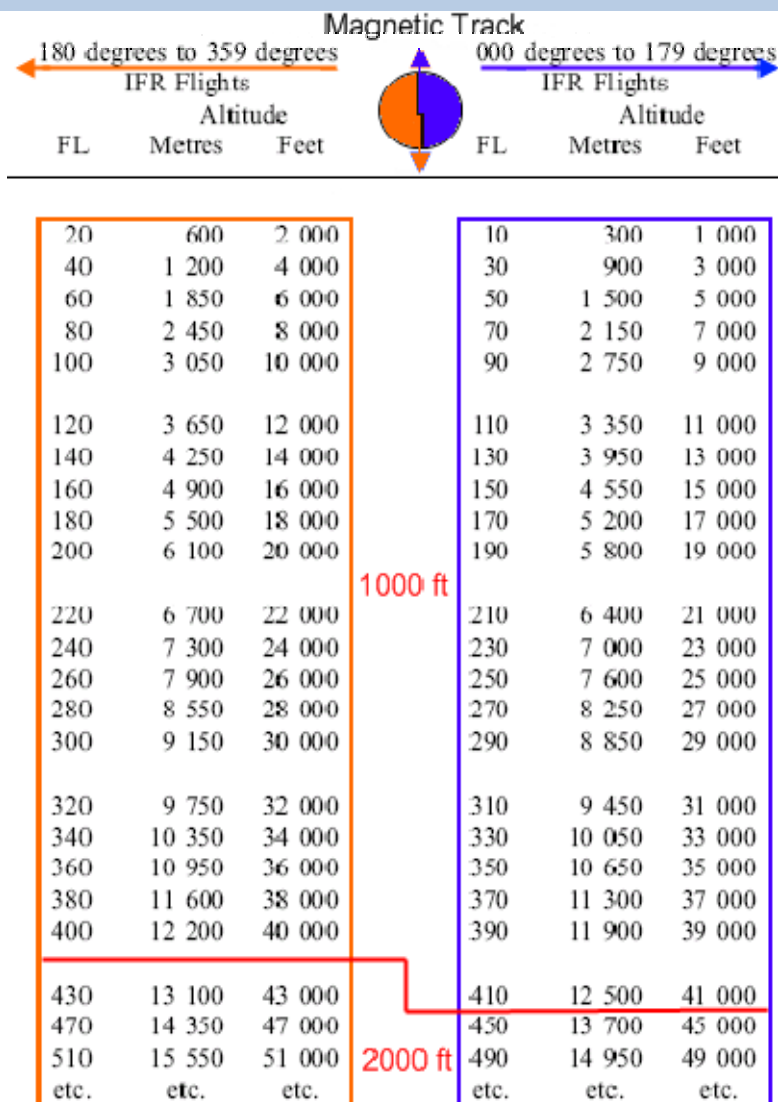 Magnetic Track
180 degrees to 359 degrees 000 degrees to 179 degrees
IFR Flights IFR Flights
Altitude Altitude
FL Metres Feet FL Metres Feet
20 600 2 000 10 300 1 000
40 1 200 4 000 30 900 3 000
60 1 850 6 000 50 1 500 5 000
80 2 450 8 000 70 2 150 7 000
100 3 050 10 000 90 2 750 9 000
120 3 650 12 000 110 3 350 11 000
140 4 250 14 000 130 3 950 13 000
160 4 900 16 000 150 4 550 15 000
180 5 500 18 000 170 5 200 17 000
200 6 100 20 000 190 5 800 19 000
1000 ft
220 6 700 22 000 210 6 400 21 000
240 7 300 24 000 230 7 000 23 000
260 7 900 26 000 250 7 600 25 000
280 8 550 28 000 270 8 250 27 000
300 9 150 30 000 290 8 850 29 000
320 9 750 32 000 310 9 450 31 000
340 10 350 34 000 330 10 050 33 000
360 10 950 36 000 350 10 650 35 000
380 11 600 38 000 370 11 300 37 000
400 12 200 40 000 390 11 900 39 000
430 13 100 43 000 410 12 500 41 000
470 14 350 47 000 450 13 700 45 000
510 15 550 51 000 2000 ft 490 14 950 49 000
etc. etc. etc. etc. etc. etc.